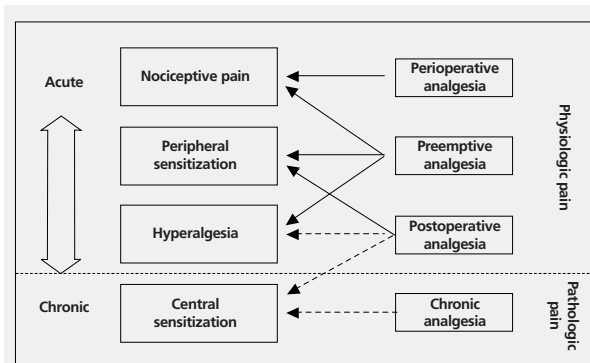 Acute
Nociceptive pain
Perioperative
analgesia
Peripheral
sensitization
Preemptive
analgesia
Physiologic pain
Hyperalgesia
Postoperative
analgesia
Chronic
Central
sensitization
Chronic
analgesia
Pathologic
pain